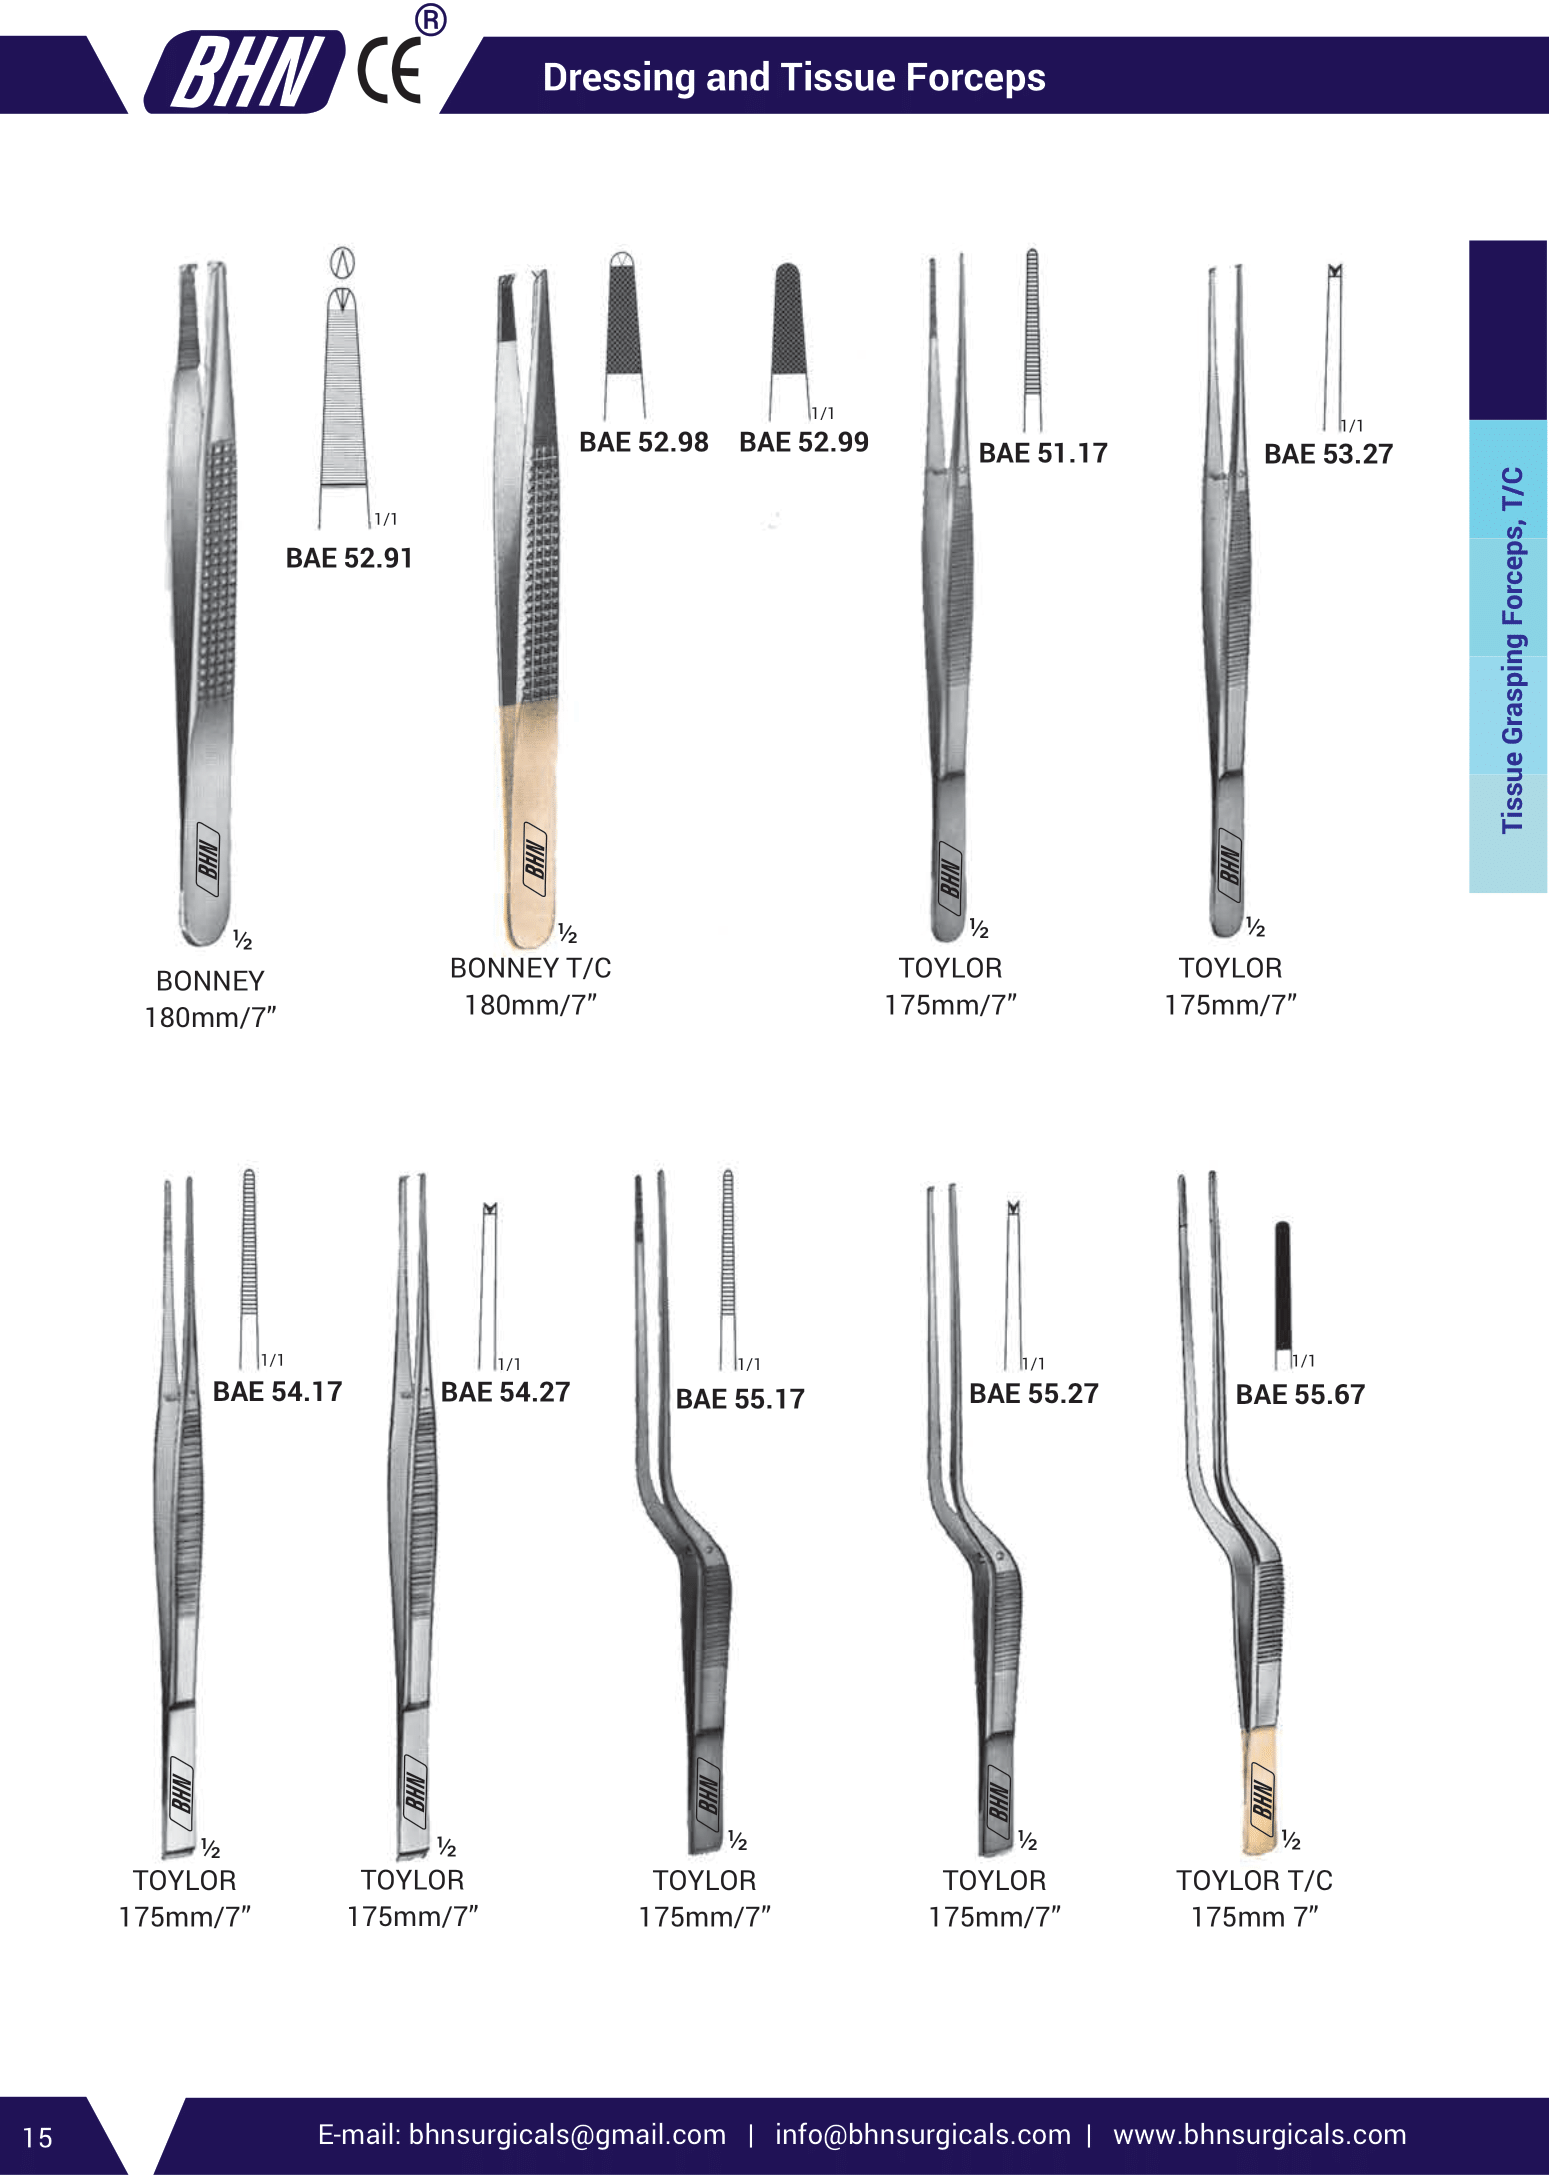 BHN CE ®
Dressing and Tissue Forceps
1/1
BAE 52.91
BAE 52.98
1/1
BAE 52.99
BAE 51.17
1/1
BAE 53.27
Tissue Grasping Forceps, T/C
BHN
½
BONNEY
180mm/7”
BHN
½
BONNEY T/C
180mm/7”
BHN
½
TOYLOR
175mm/7”
BHN
½
TOYLOR
175mm/7”
1/1
BAE 54.17
1/1
BAE 54.27
1/1
BAE 55.17
1/1
BAE 55.27
1/1
BAE 55.67
BHN
½
TOYLOR
175mm/7”
BHN
½
TOYLOR
175mm/7”
BHN
½
TOYLOR
175mm/7”
BHN
½
TOYLOR
175mm/7”
BHN
½
TOYLOR T/C
175mm 7”
15
E-mail: bhnsurgicals@gmail.com | info@bhnsurgicals.com | www.bhnsurgicals.com